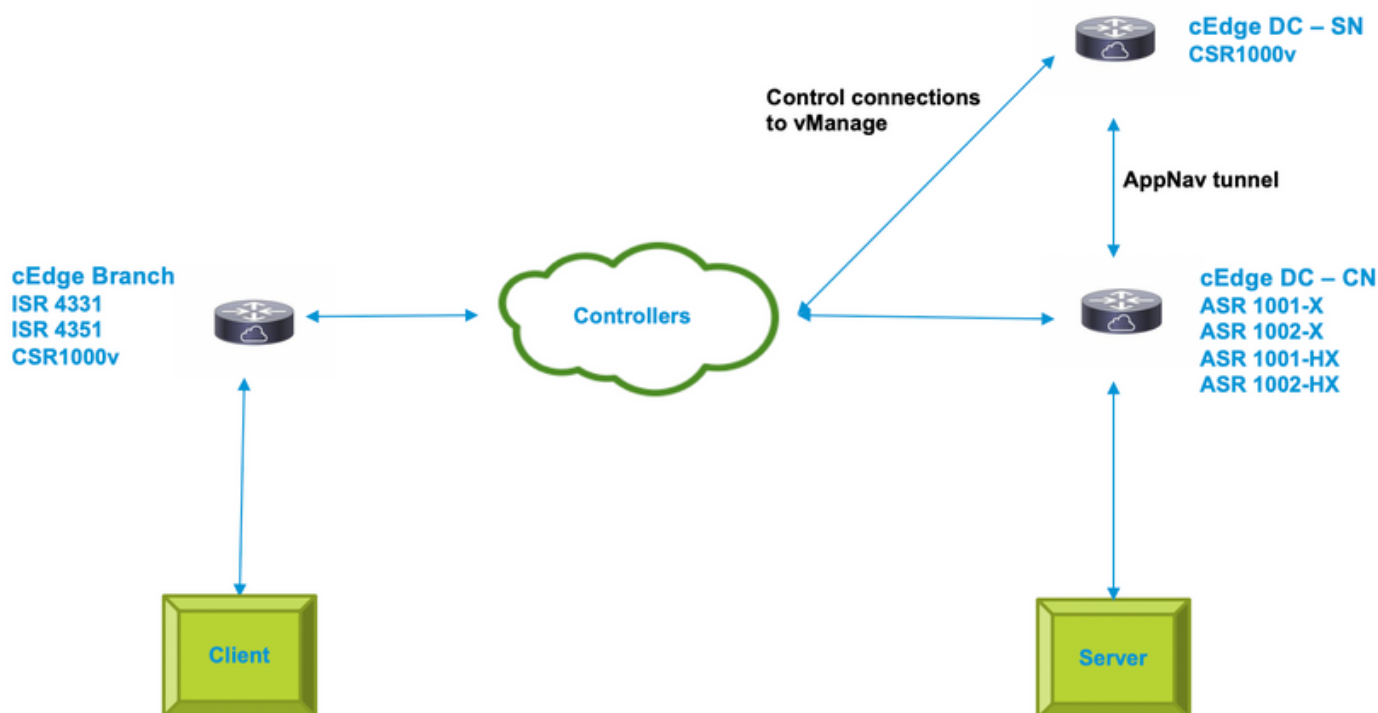 cEdge DC – SN
CSR1000v
Control connections
to vManage
AppNav tunnel
cEdge Branch
ISR 4331
ISR 4351
CSR1000v
Controllers
cEdge DC – CN
ASR 1001-X
ASR 1002-X
ASR 1001-HX
ASR 1002-HX
Client
Server